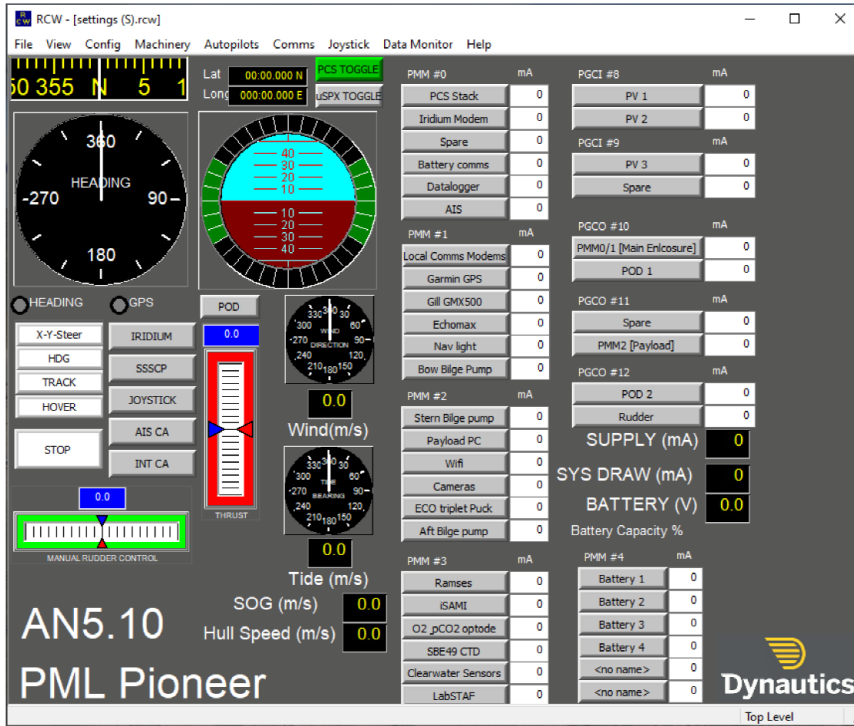 RCW - [settings (S).rcw]
File View Config Machinery Autopilots Comms Joystick Data Monitor Help
50 355 N 5 1
Lat 00:00.000 N
Long 000:00.000 E
PCS TOGGLE
uSPX TOGGLE
360
HEADING
-270 90-
180
40
30
20
10
10
20
30
40
HEADING
GPS
X-Y-Steer
HDG
TRACK
HOVER
STOP
IRIDIUM
SSSCP
JOYSTICK
AIS CA
INT CA
POD
0.0
THRUST
0.0
MANUAL RUDDER CONTROL
330 360 30
300 WIND 60
-270 DIRECTION 90-
240 120
210 180 150
0.0
Wind(m/s)
330 30
300 TIDE 60
-270 BEARING 90-
240 120
210 180 150
0.0
Tide (m/s)
SOG (m/s) 0.0
Hull Speed (m/s) 0.0
AN5.10
PML Pioneer
PMM #0 mA
PCS Stack 0
Iridium Modem 0
Spare 0
Battery comms 0
Datalogger 0
AIS 0
PMM #1 mA
Local Comms Modems 0
Garmin GPS 0
Gill GMX500 0
Echomax 0
Nav light 0
Bow Bilge Pump 0
PMM #2 mA
Stern Bilge pump 0
Payload PC 0
Wifi 0
Cameras 0
ECO triplet Puck 0
Aft Bilge pump 0
PMM #3 mA
Ramses 0
iSAMI 0
O2_pCO2 optode 0
SBE49 CTD 0
Clearwater Sensors 0
LabSTAF 0
PGCI #8 mA
PV 1 0
PV 2 0
PGCI #9 mA
PV 3 0
Spare 0
PGCO #10 mA
PMM0/1 [Main Enlcosure] 0
POD 1 0
PGCO #11 mA
Spare 0
PMM2 [Payload] 0
PGCO #12 mA
POD 2 0
Rudder 0
SUPPLY (mA) 0
SYS DRAW (mA) 0
BATTERY (V) 0.0
Battery Capacity %
PMM #4 mA
Battery 1 0
Battery 2 0
Battery 3 0
Battery 4 0
<no name> 0
<no name> 0
Dynautics
Top Level